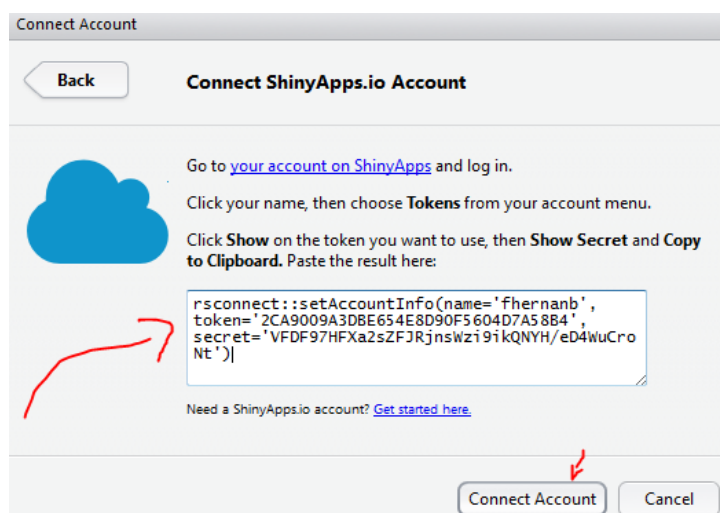 Connect Account
Back
Connect ShinyApps.io Account
Go to your account on ShinyApps and log in.
Click your name, then choose Tokens from your account menu.
Click Show on the token you want to use, then Show Secret and Copy
to Clipboard. Paste the result here:
rsconnect::setAccountInfo(name='fhernanb',
token='2CA9009A3DBE654E8D90F5604D7A58B4',
secret='VFDF97HFXa2sZFJRjnsWzi9ikQNYH/eD4WuCro
Nt')
Need a ShinyApps.io account? Get started here.
Connect Account
Cancel